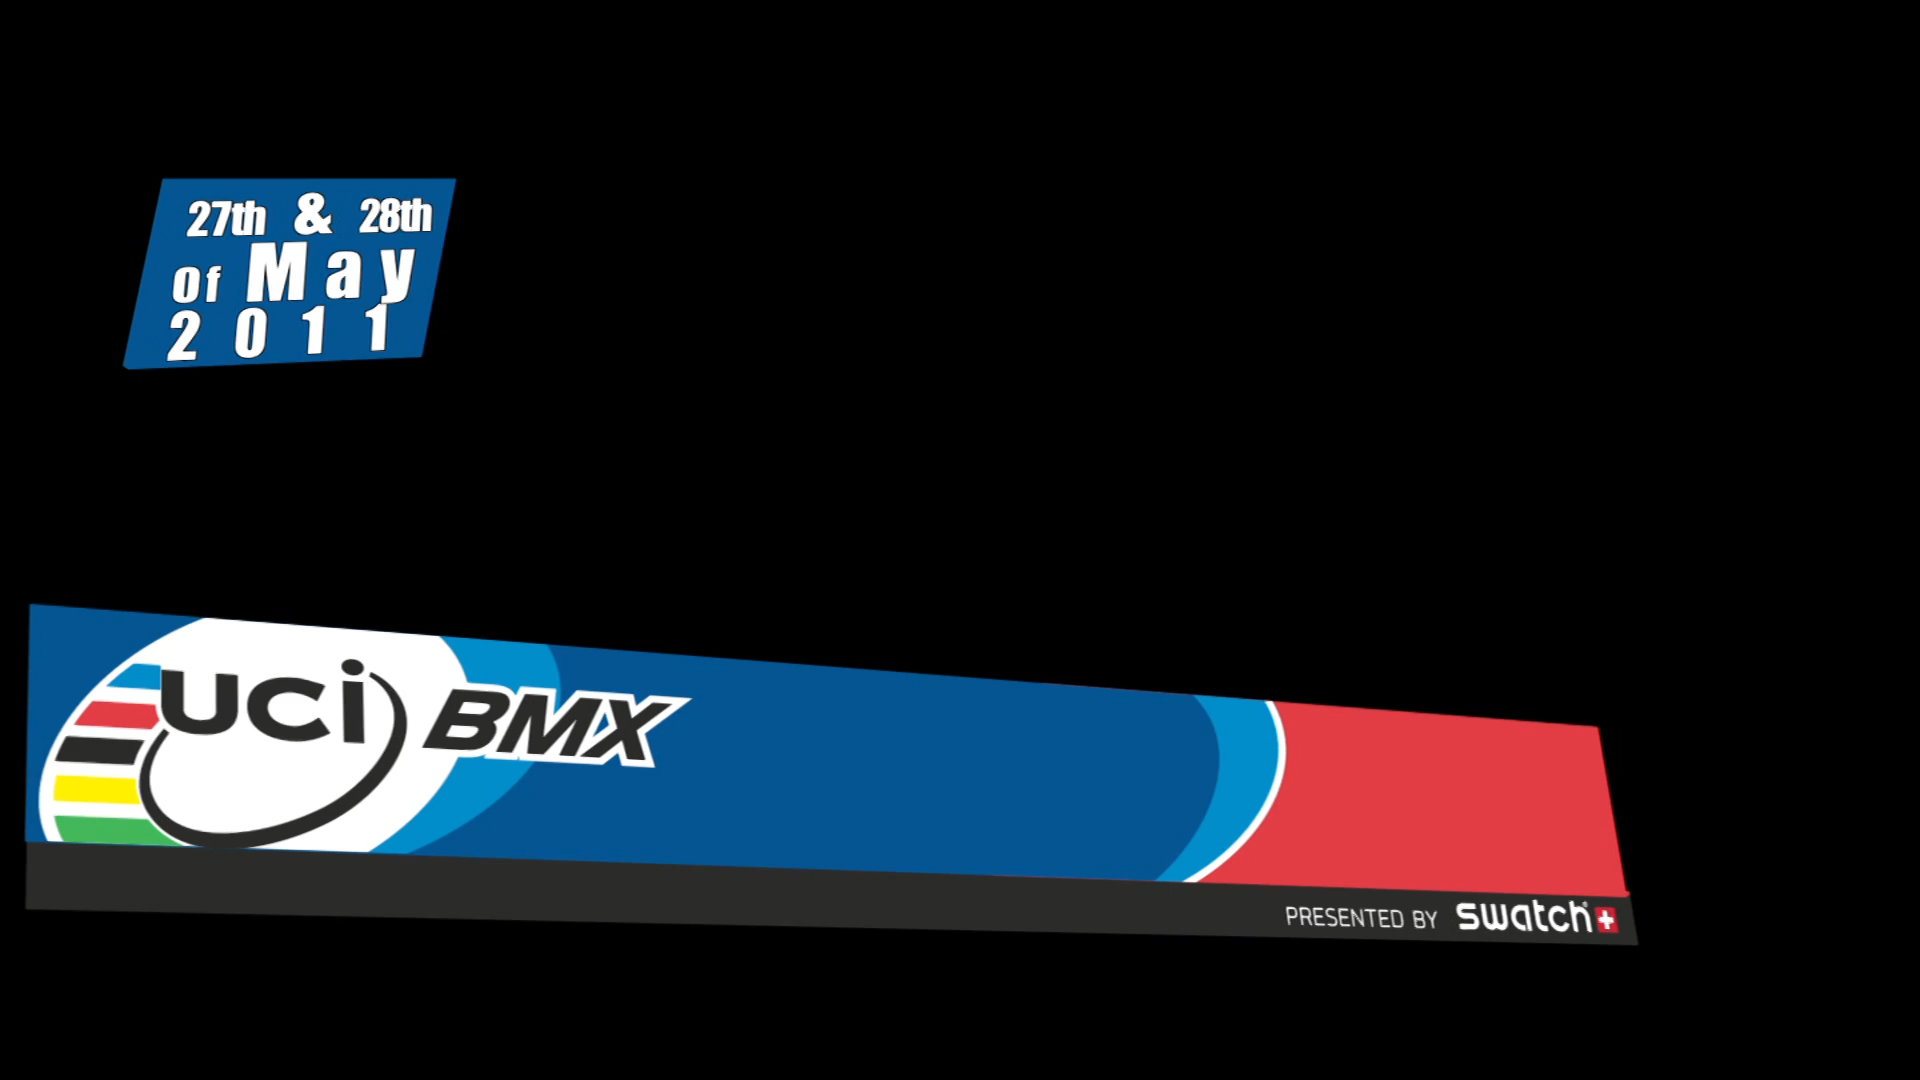 27th & 28th
of May
2011
UCI BMX
PRESENTED BY swatch